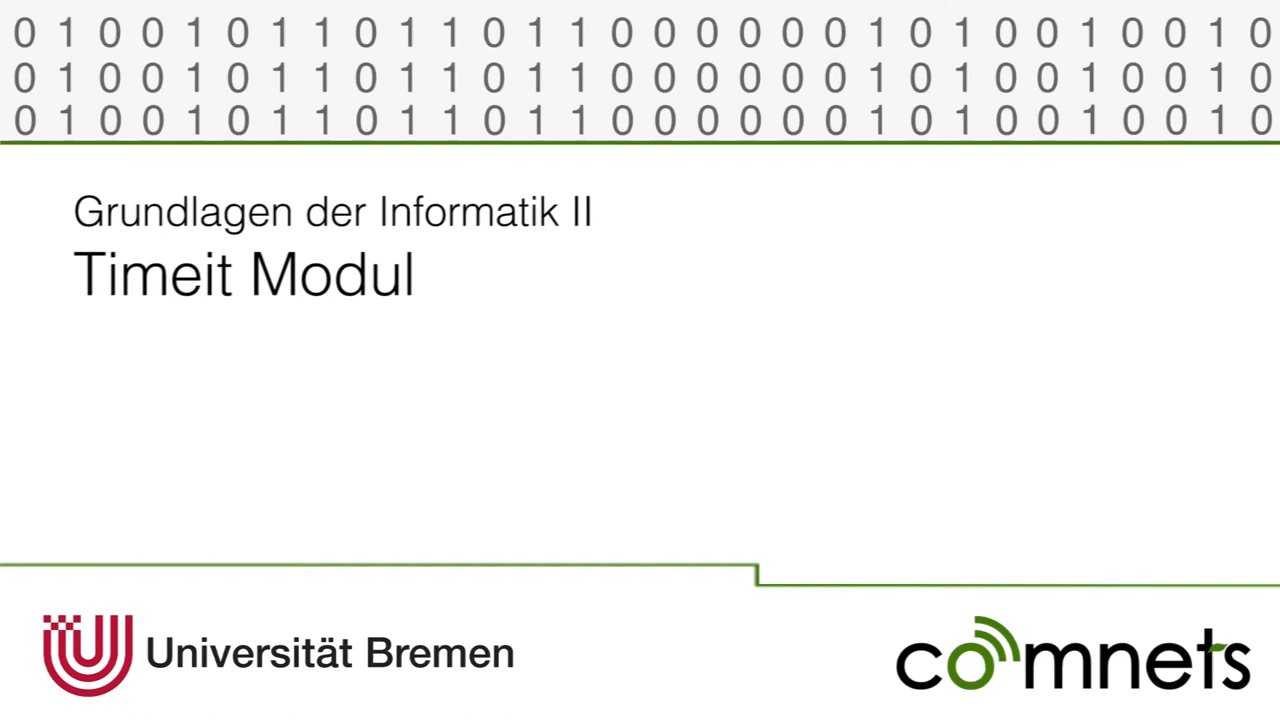 0 1 0 0 1 0 1 1 0 1 1 0 1 1 0 0 0 0 0 0 1 0 1 0 0 1 0 0 1 0
0 1 0 0 1 0 1 1 0 1 1 0 1 1 0 0 0 0 0 0 1 0 1 0 0 1 0 0 1 0
0 1 0 0 1 0 1 1 0 1 1 0 1 1 0 0 0 0 0 0 1 0 1 0 0 1 0 0 1 0
Grundlagen der Informatik II
Timeit Modul
Universität Bremen
comnets